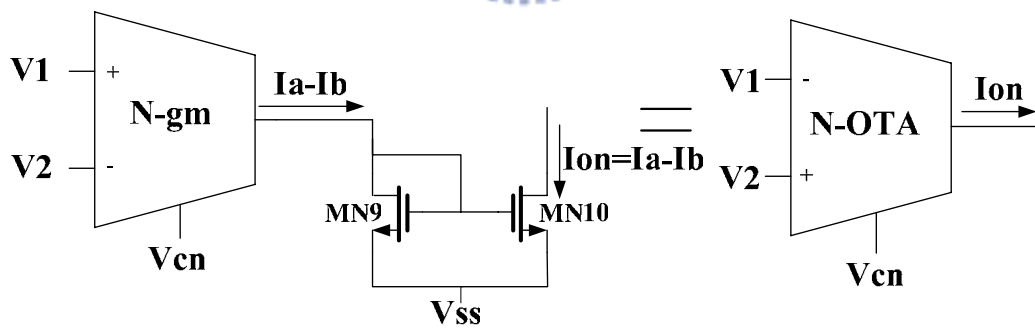 V1
+
N-gm
V2
-
Vcn
Ia-Ib
MN9
MN10
Vss
Ion=Ia-Ib
=
V1
-
N-OTA
V2
+
Vcn
Ion